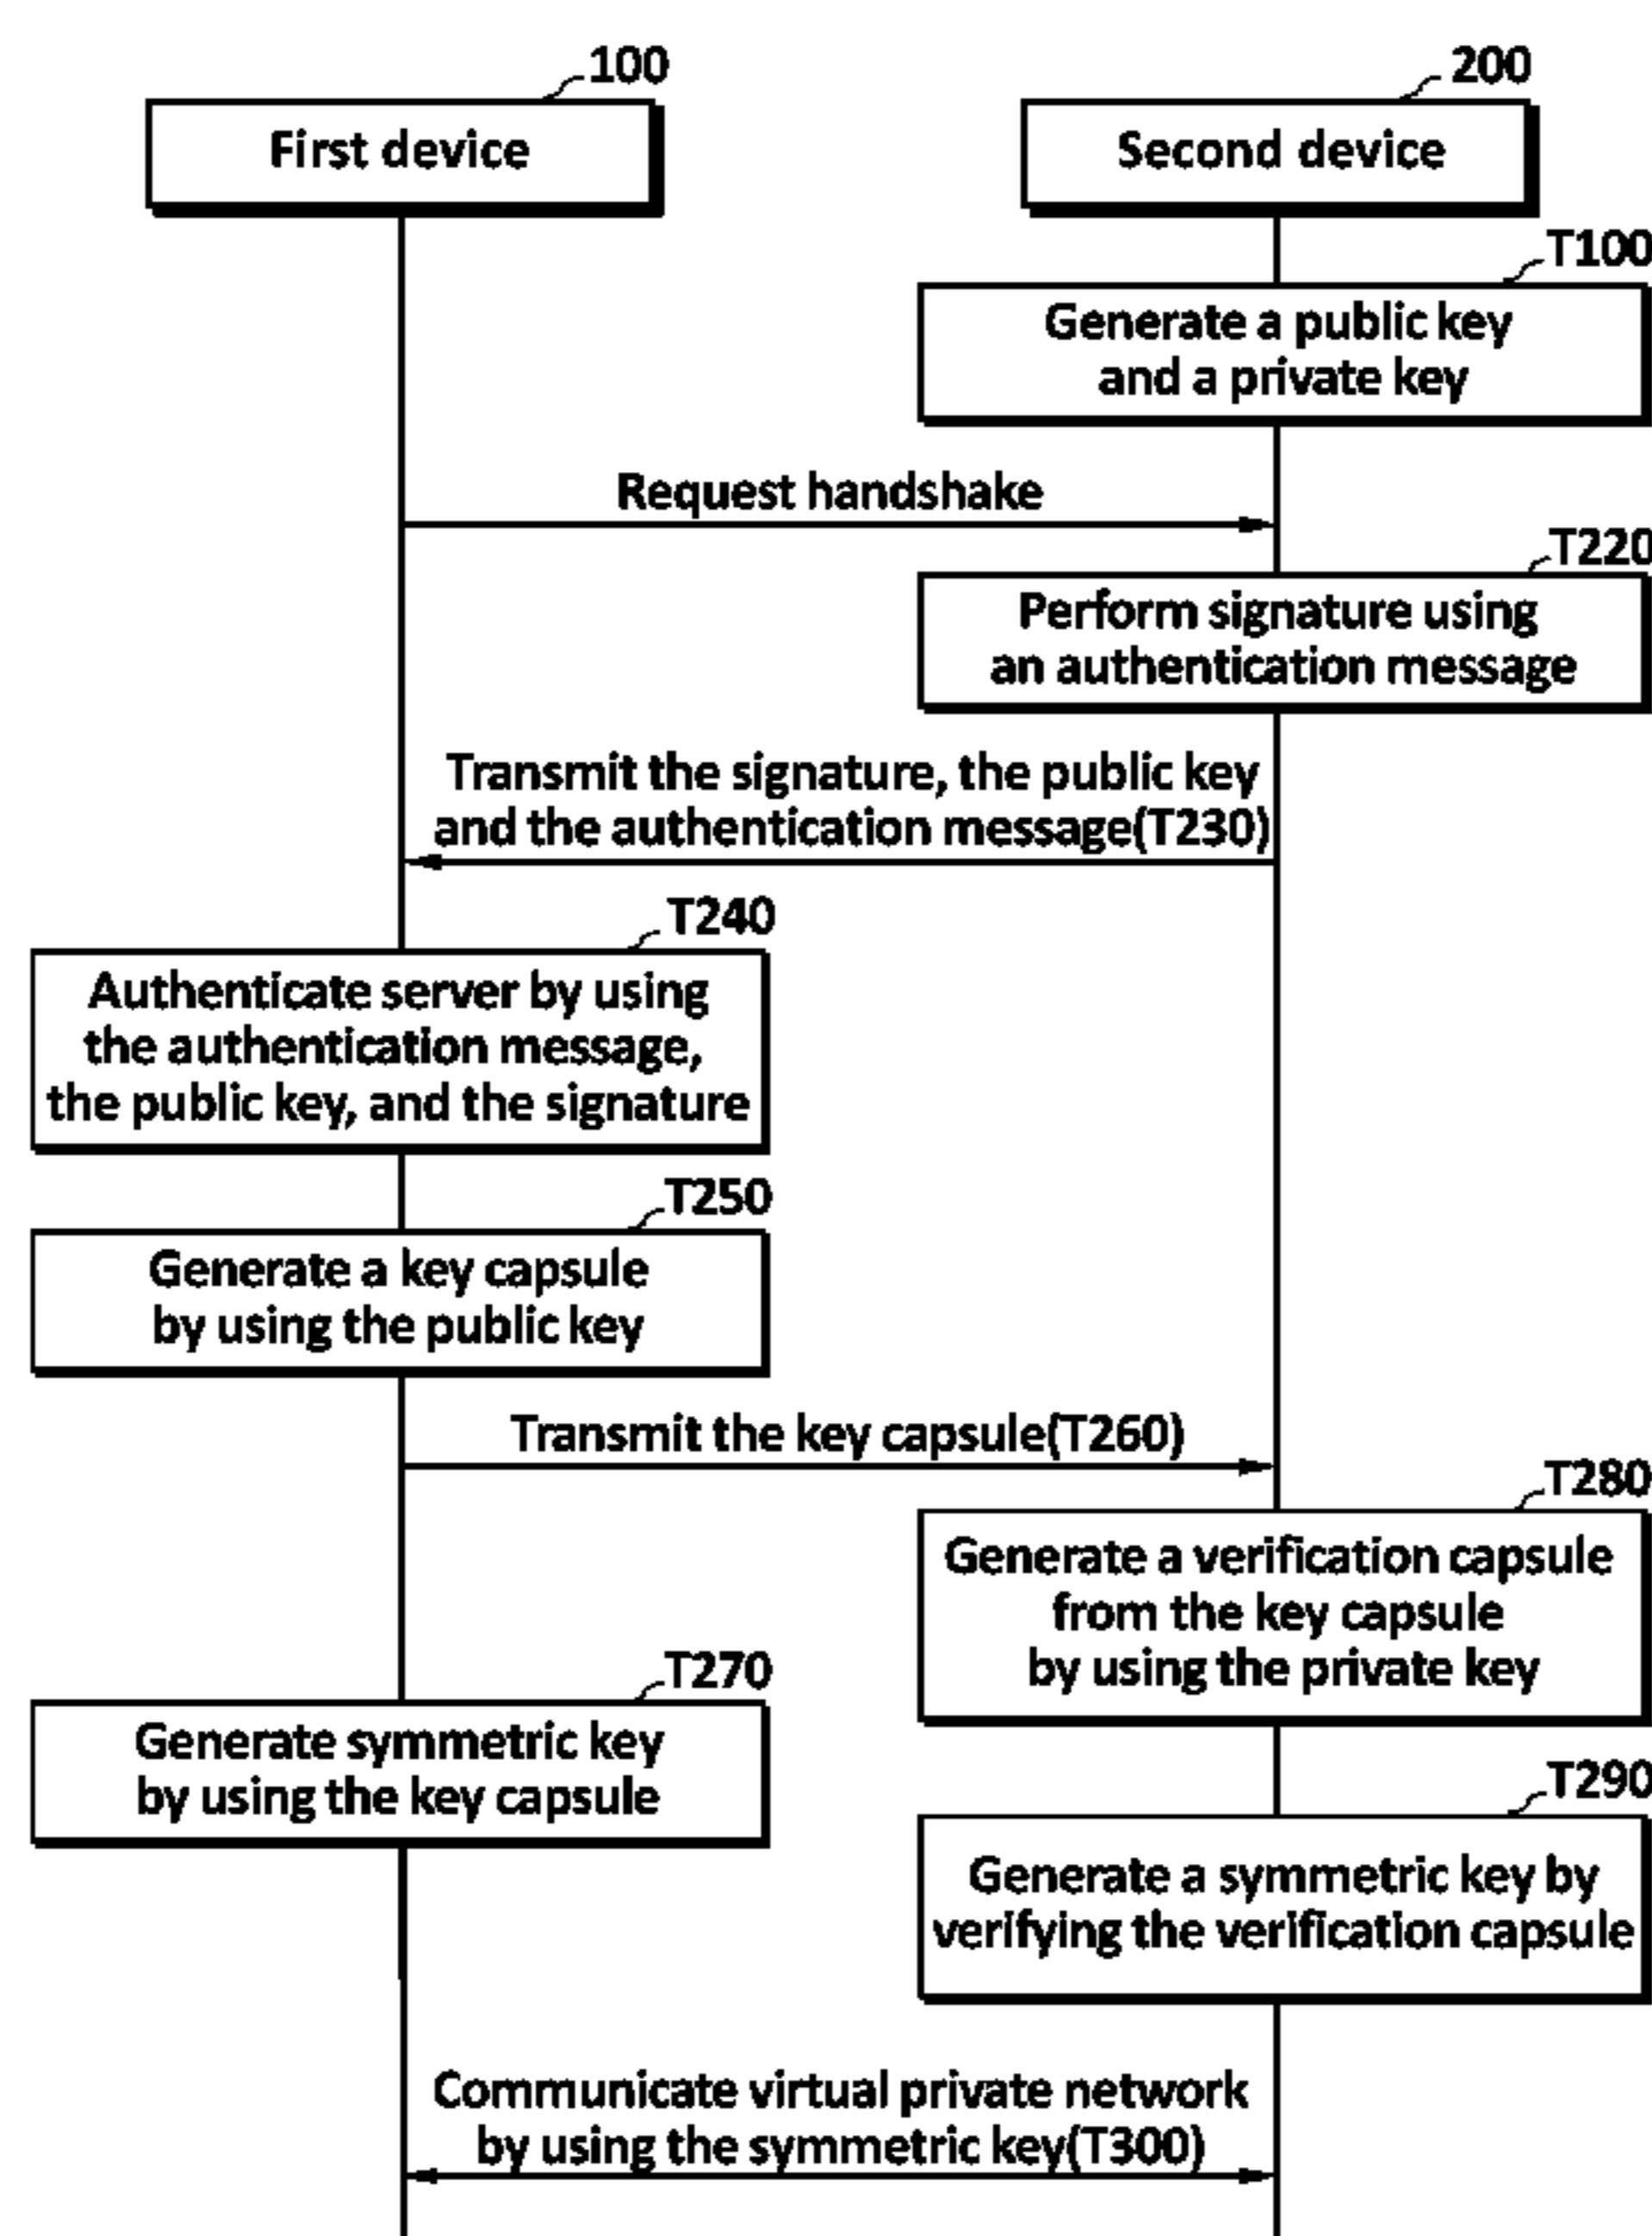 100
200
First device
Second device
T100
Generate a public key
and a private key
Request handshake
T220
Perform signature using
an authentication message
Transmit the signature, the public key
and the authentication message(T230)
T240
Authenticate server by using
the authentication message,
the public key, and the signature
T250
Generate a key capsule
by using the public key
Transmit the key capsule(T260)
T280
Generate a verification capsule
from the key capsule
by using the private key
T270
Generate symmetric key
by using the key capsule
T290
Generate a symmetric key by
verifying the verification capsule
Communicate virtual private network
by using the symmetric key(T300)